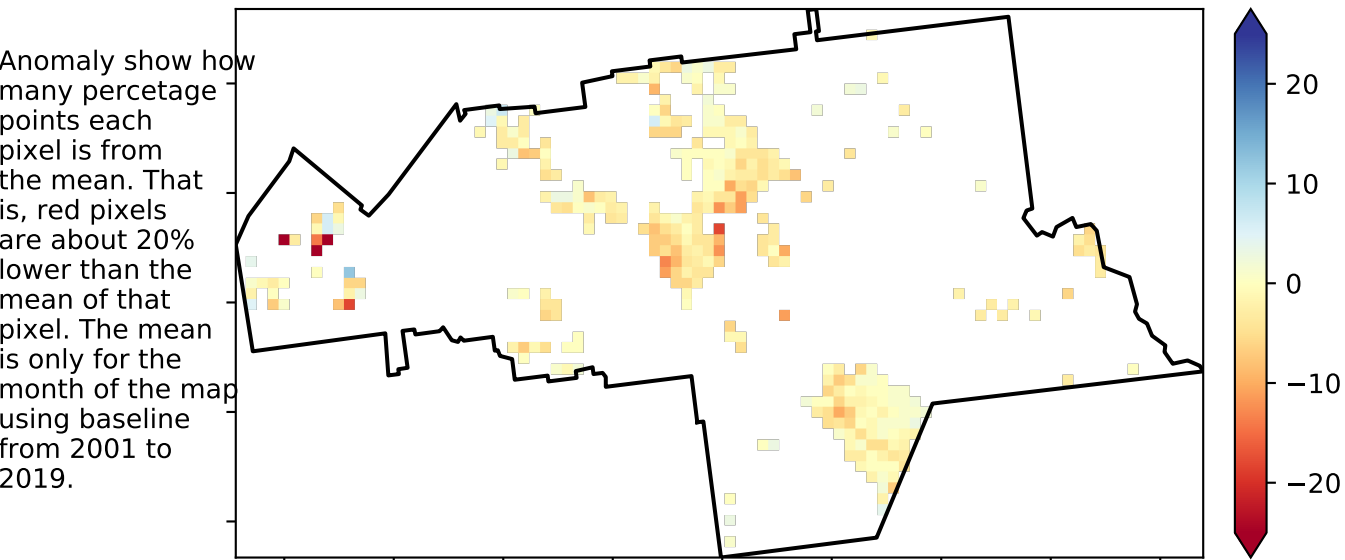 Anomaly show how
many percetage
points each
pixel is from
the mean. That
is, red pixels
are about 20%
lower than the
mean of that
pixel. The mean
is only for the
month of the map
using baseline
from 2001 to
2019.
20
10
0
−10
−20